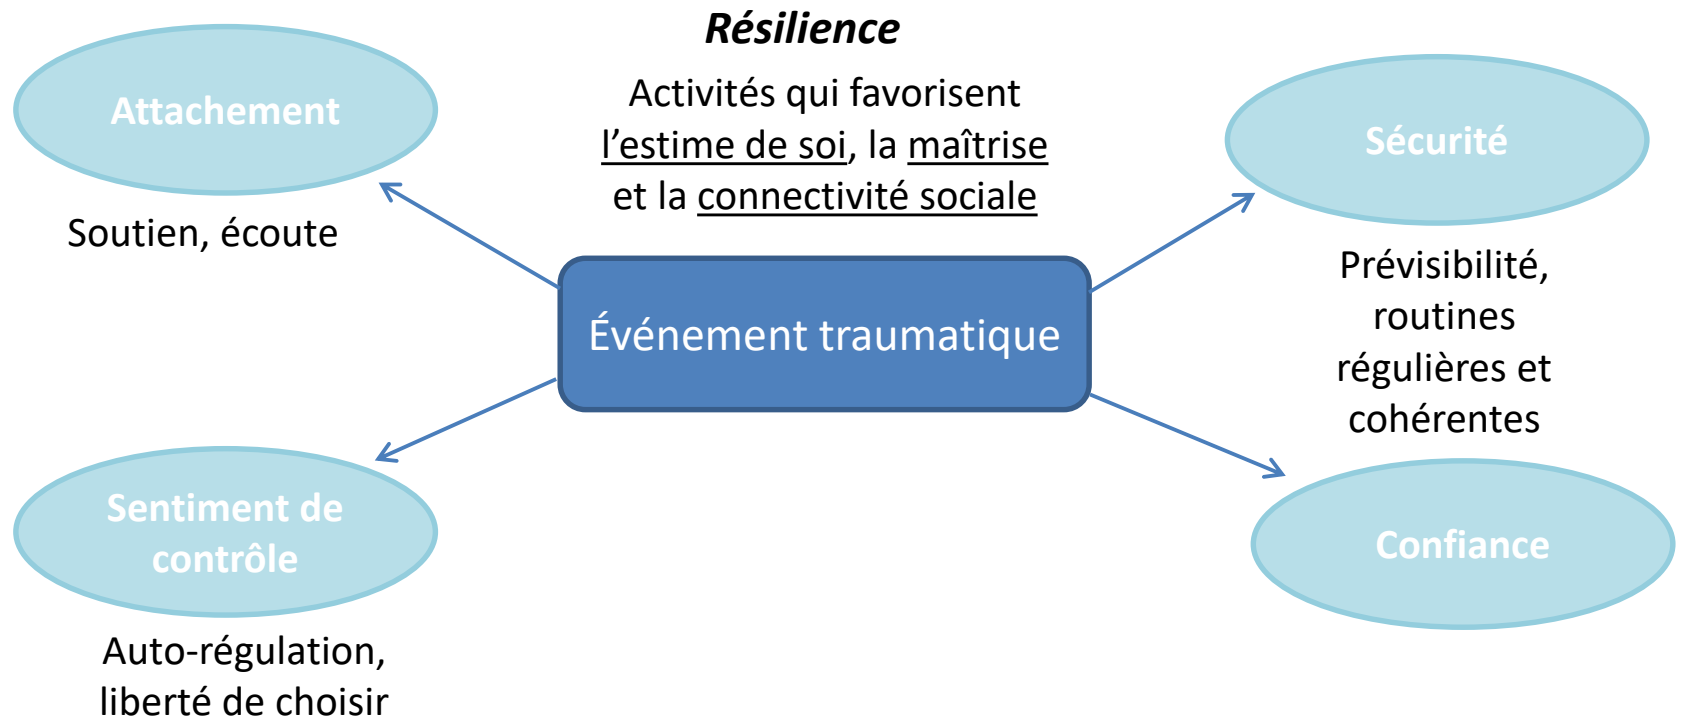 Résilience
Activités qui favorisent
l’estime de soi, la maîtrise
et la connectivité sociale
Attachement
Soutien, écoute
Sécurité
Prévisibilité,
routines
régulières et
cohérentes
Événement traumatique
Sentiment de
contrôle
Auto-régulation,
liberté de choisir
Confiance